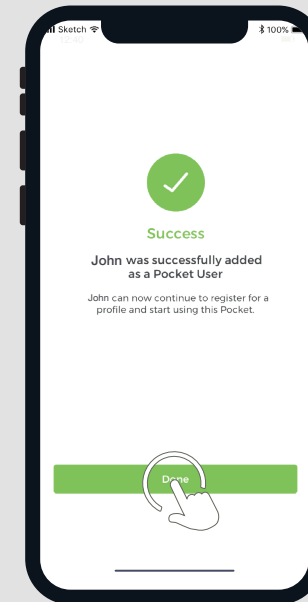 Sketch
100%
Success
John was successfully added
as a Pocket User
John can now continue to register for a
profile and start using this Pocket.
Done